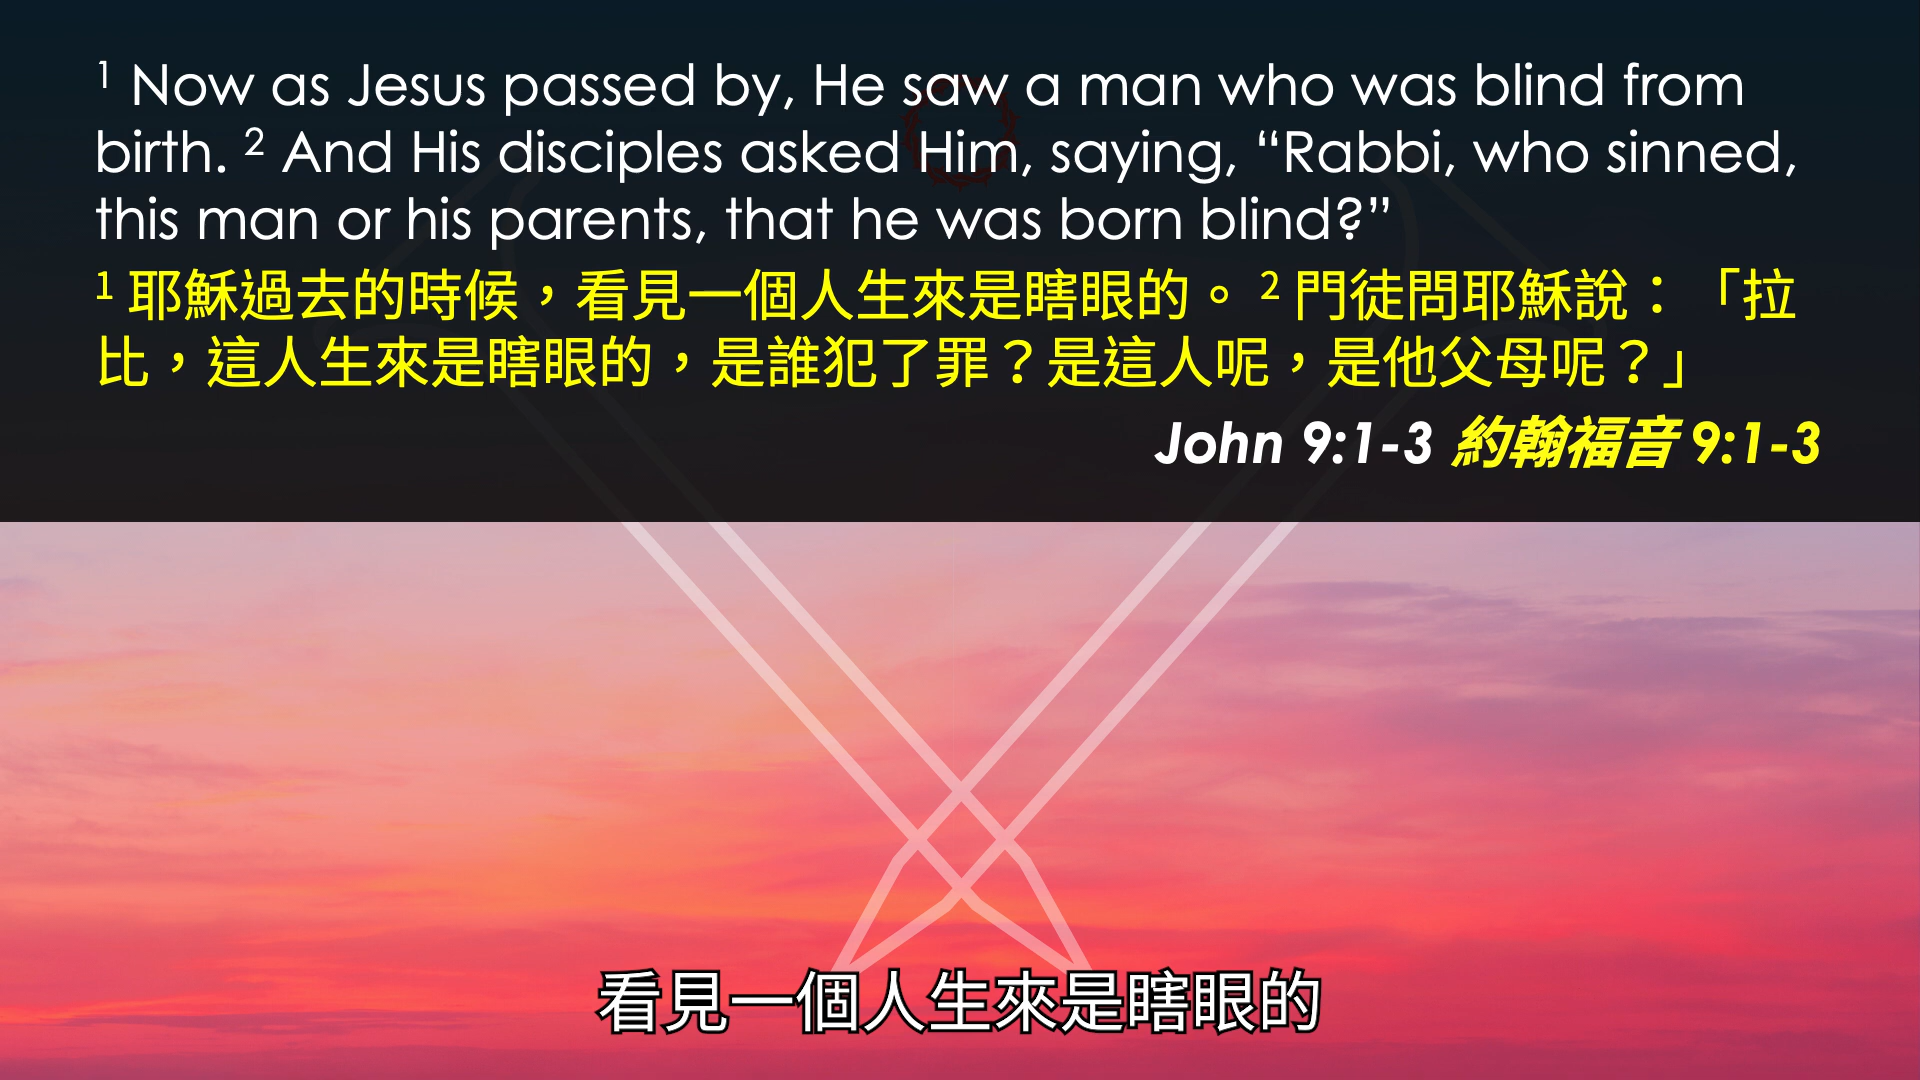 1 Now as Jesus passed by, He saw a man who was blind from
birth. 2 And His disciples asked Him, saying, “Rabbi, who sinned,
this man or his parents, that he was born blind?”
1 耶穌過去的時候，看見一個人生來是瞎眼的。 2 門徒問耶穌說：「拉
比，這人生來是瞎眼的，是誰犯了罪？是這人呢，是他父母呢？」
John 9:1-3 約翰福音 9:1-3
看見一個人生來是瞎眼的